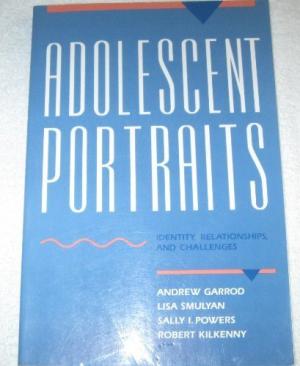 ADOLESCENT
PORTRAITS
IDENTITY, RELATIONSHIPS,
AND CHALLENGES
ANDREW GARROD
LISA SMULYAN
SALLY I. POWERS
ROBERT KILKENNY